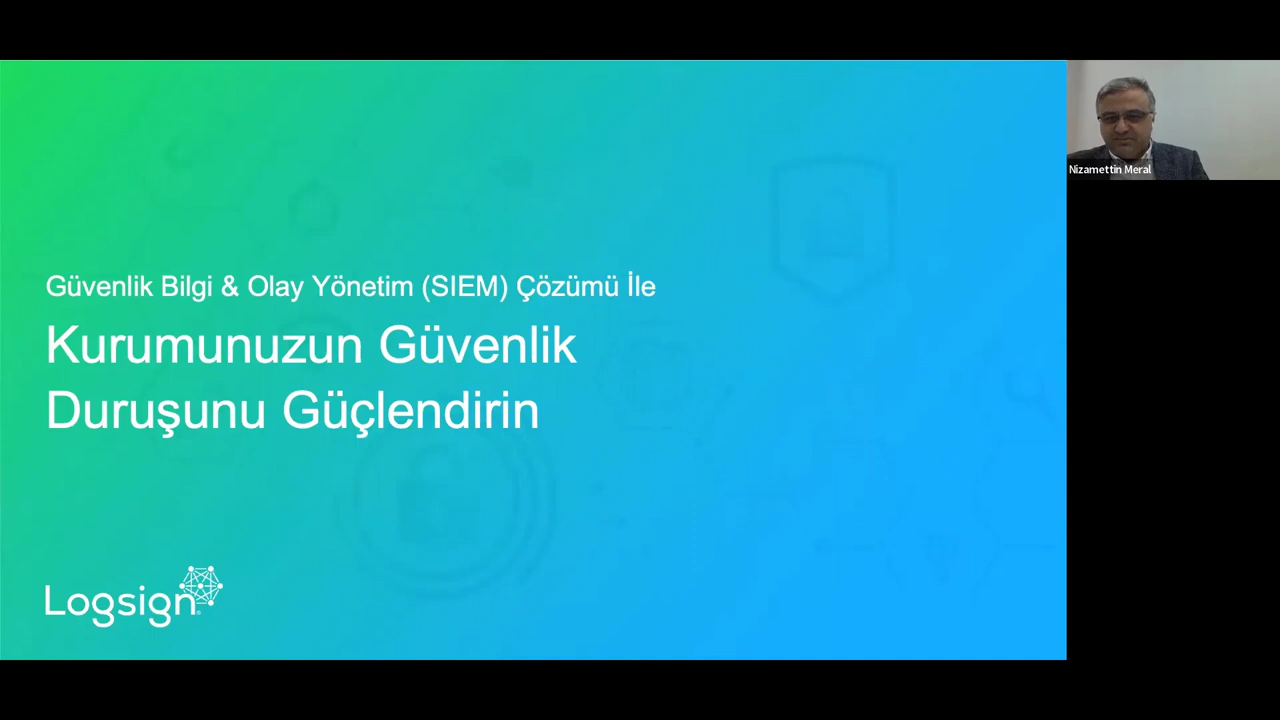 Nizamettin Meral
Güvenlik Bilgi & Olay Yönetim (SIEM) Çözümü İle
Kurumunuzun Güvenlik
Duruşunu Güçlendirin
Logsign